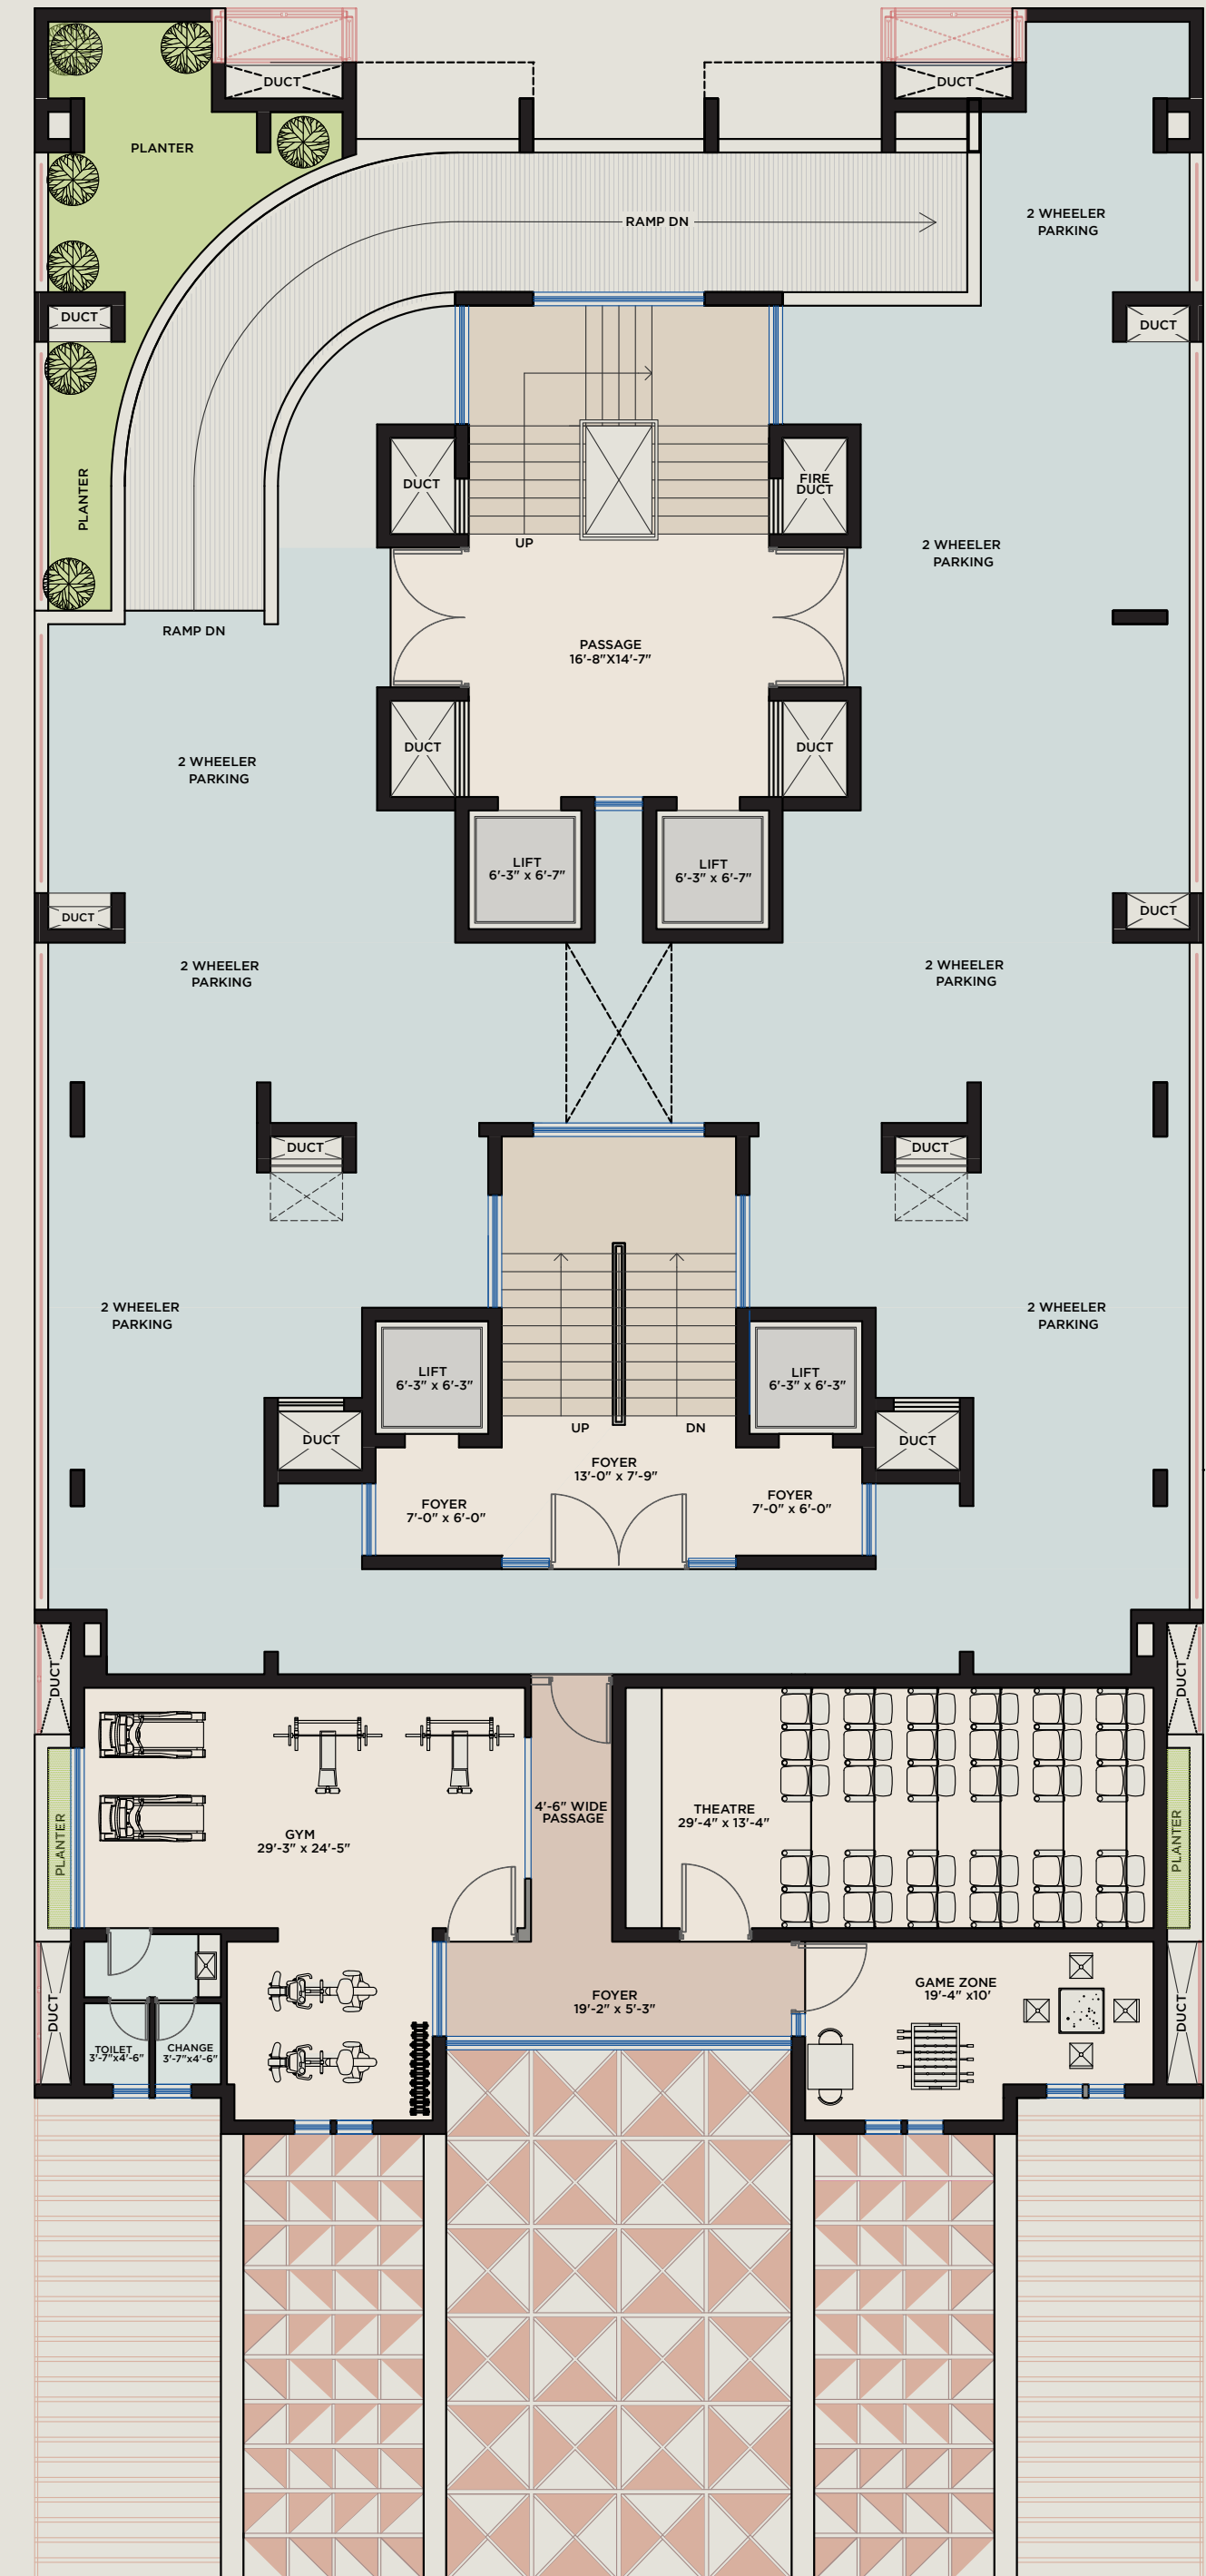 DUCT
DUCT
PLANTER
RAMP DN
2 WHEELER
PARKING
DUCT
DUCT
PLANTER
DUCT
FIRE
DUCT
UP
2 WHEELER
PARKING
RAMP DN
PASSAGE
16'-8"X14'-7"
2 WHEELER
PARKING
DUCT
DUCT
LIFT
6'-3" x 6'-7"
LIFT
6'-3" x 6'-7"
DUCT
DUCT
2 WHEELER
PARKING
2 WHEELER
PARKING
DUCT
DUCT
2 WHEELER
PARKING
2 WHEELER
PARKING
LIFT
6'-3" x 6'-3"
LIFT
6'-3" x 6'-3"
UP
DN
DUCT
DUCT
FOYER
13'-0" x 7'-9"
FOYER
7'-0" x 6'-0"
FOYER
7'-0" x 6'-0"
DUCT
DUCT
4'-6" WIDE
PASSAGE
THEATRE
29'-4" x 13'-4"
GYM
29'-3" x 24'-5"
PLANTER
PLANTER
GAME ZONE
19'-4" x10'
FOYER
19'-2" x 5'-3"
DUCT
DUCT
TOILET
3'-7"x4'-6"
CHANGE
3'-7"x4'-6"